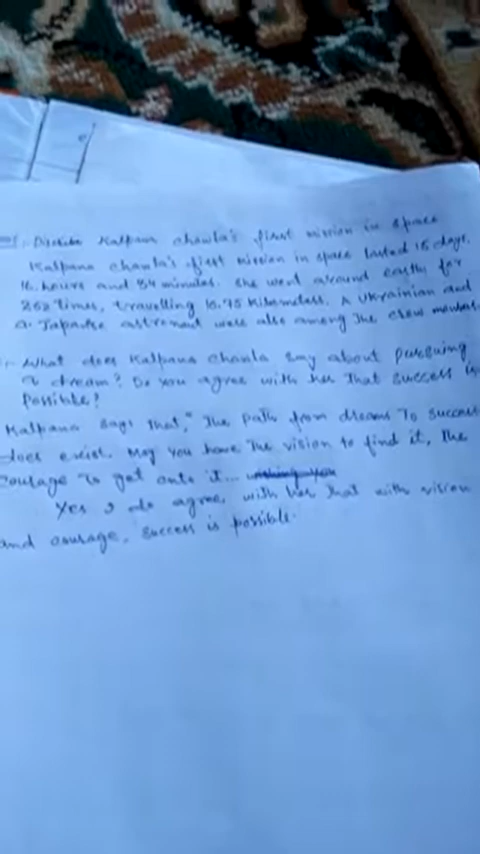 Describe Kalpana Chawla's first mission in space
Kalpana Chawla's first mission in space lasted 15 days,
16 hours and 34 minutes. She went around earth for
252 times, travelling 10.45 Kilometers. A Ukrainian and
a Japanese astronaut were also among the crew members
What does Kalpana Chawla say about pursuing
a dream? Do you agree with her that success is
possible?
Kalpana says that," The path from dreams to success
does exist. May you have the vision to find it, the
courage to get onto it...
Yes I do agree with her that with vision
and courage, success is possible.